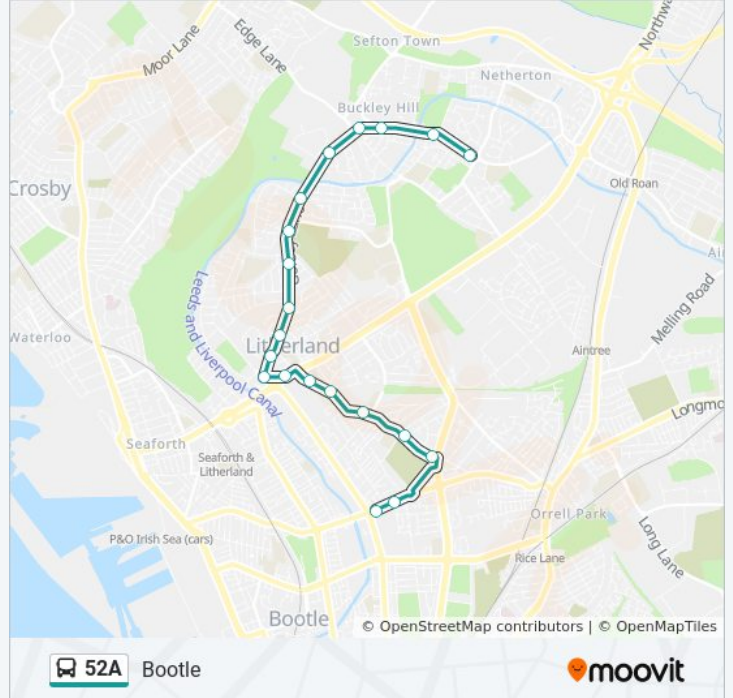 Northwa
Moor Lane
Edge Lane
Sefton Town
Netherton
Buckley Hill
Crosby
Old Roan
Leeds and Liverpool Canal
Melling Road
Waterloo
Litherland
Aintree
Longmo
Seaforth
Seaforth &
Litherland
Orrell Park
P&O Irish Sea (cars)
Long Lane
Rice Lane
Bootle
© OpenStreetMap contributors | © OpenMapTiles
52A Bootle
moovit